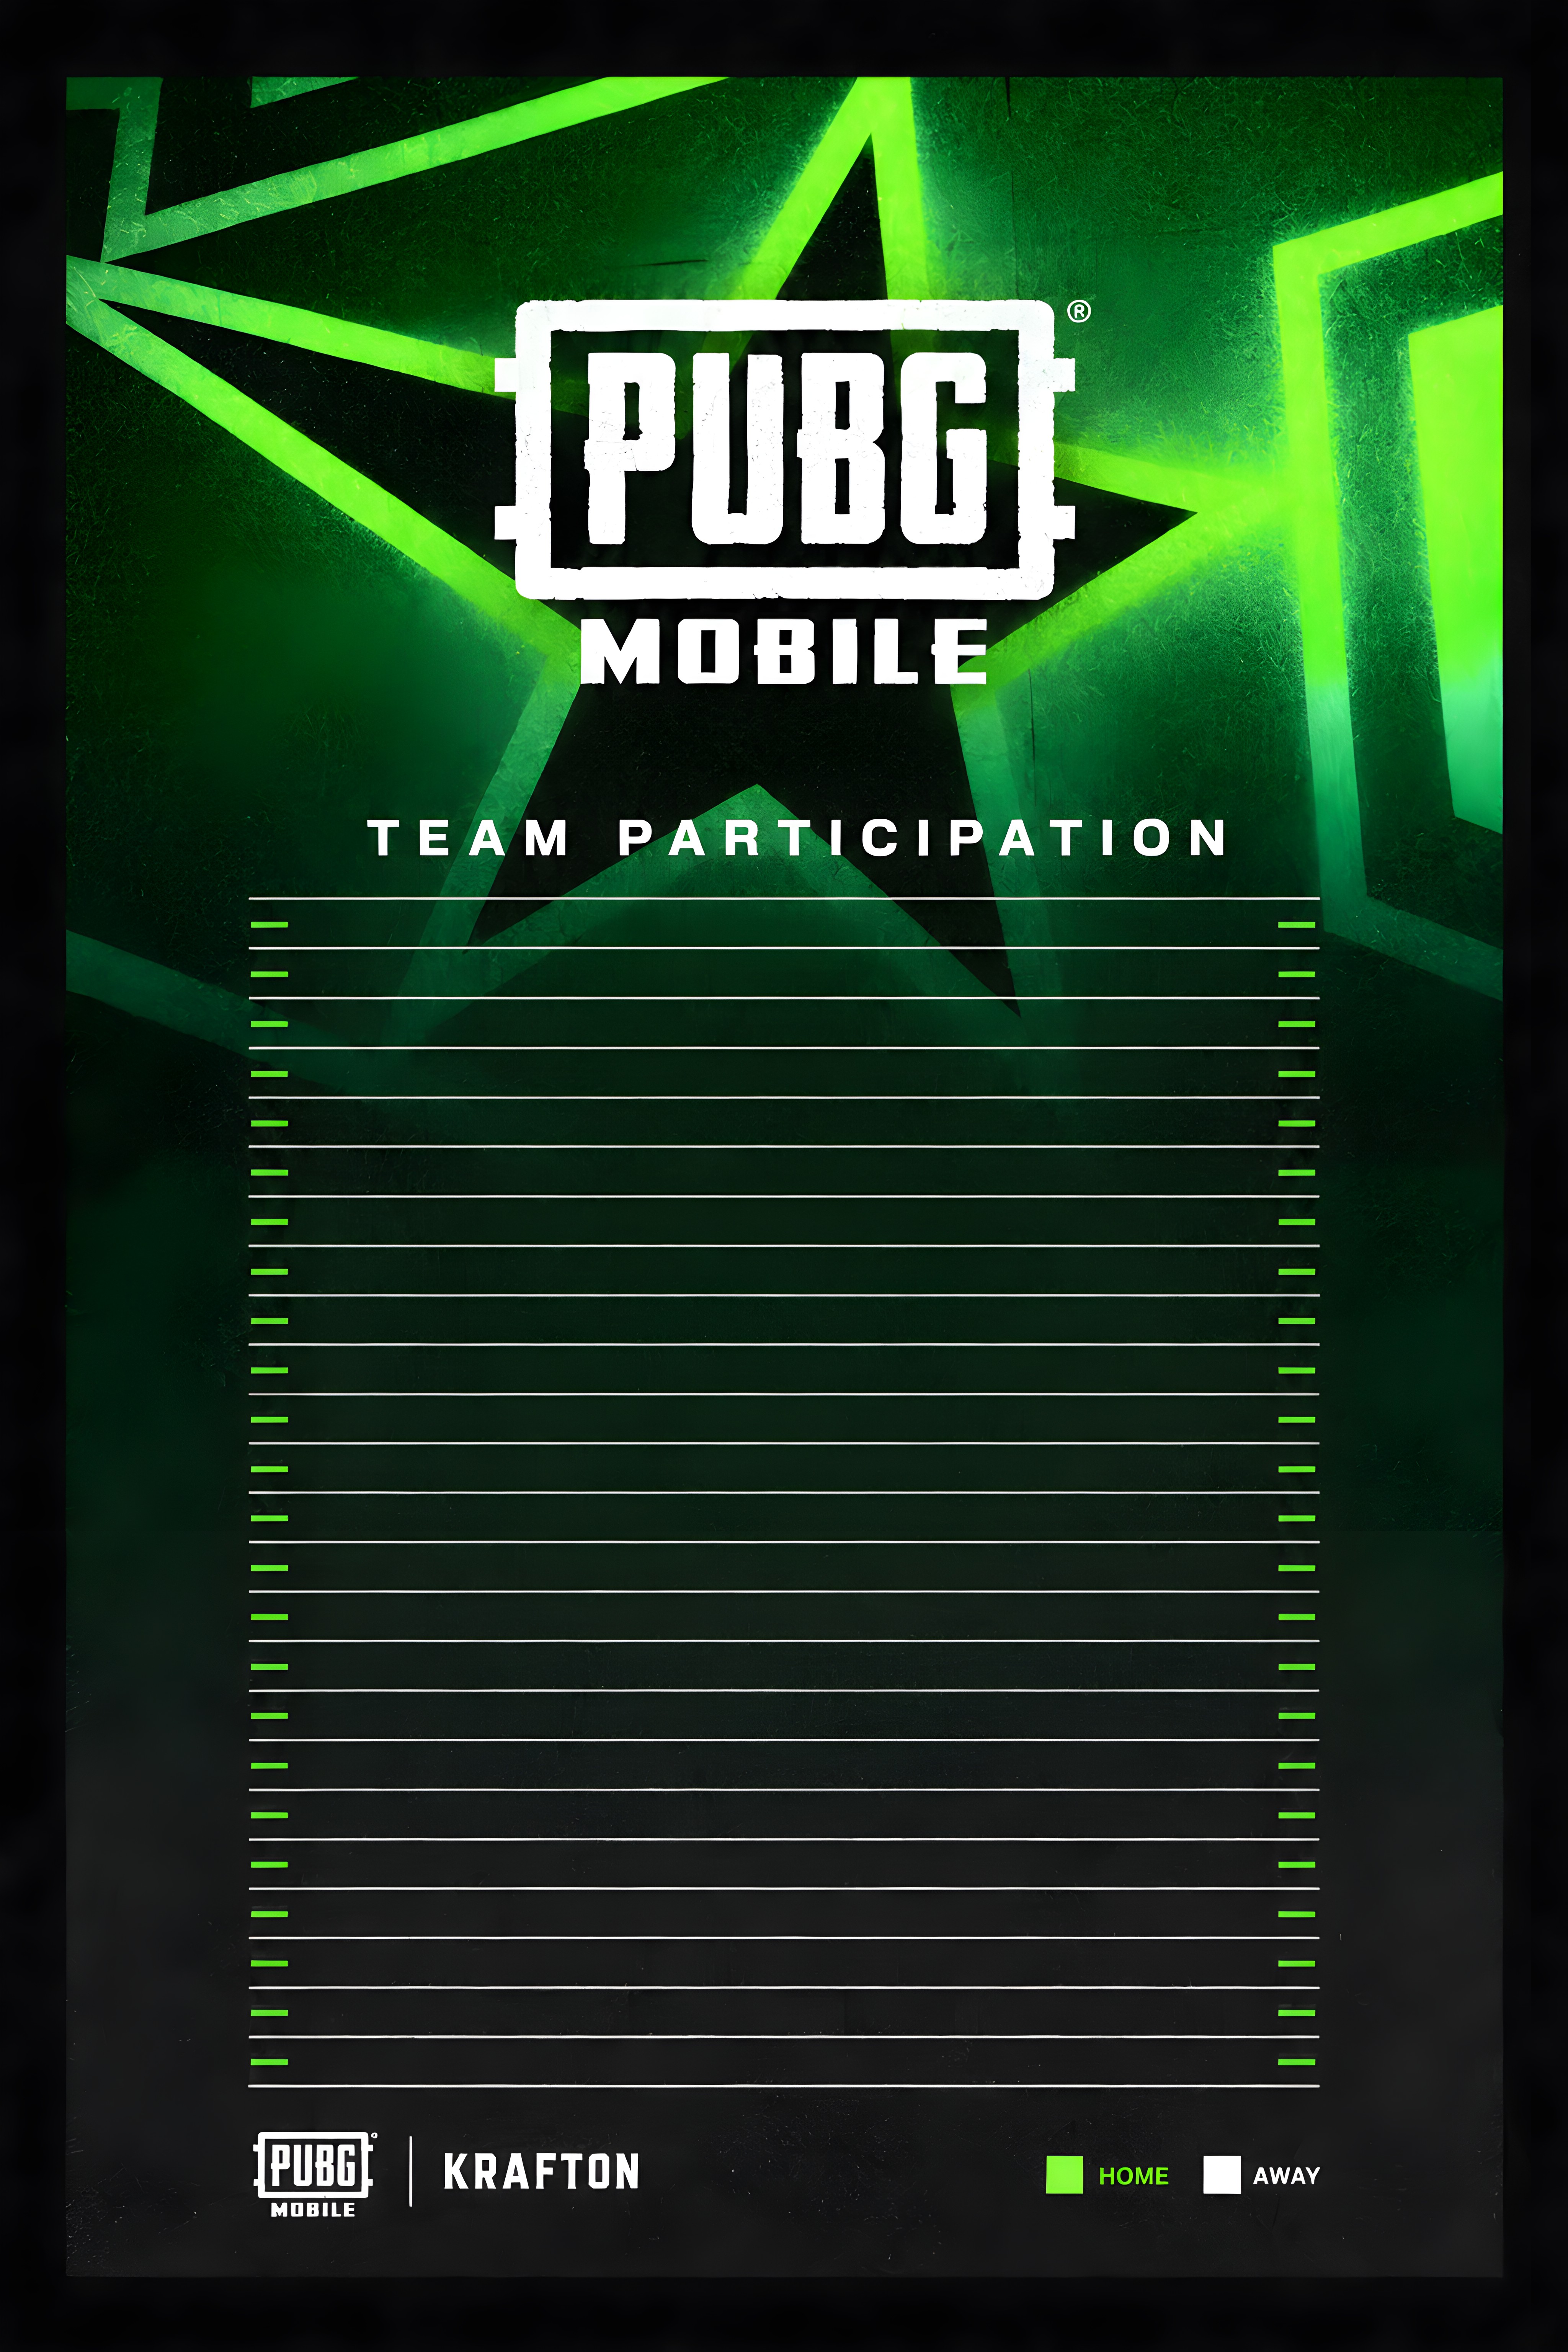 PUBG ®
MOBILE
TEAM PARTICIPATION
PUBG
MOBILE
KRAFTON
HOME
AWAY